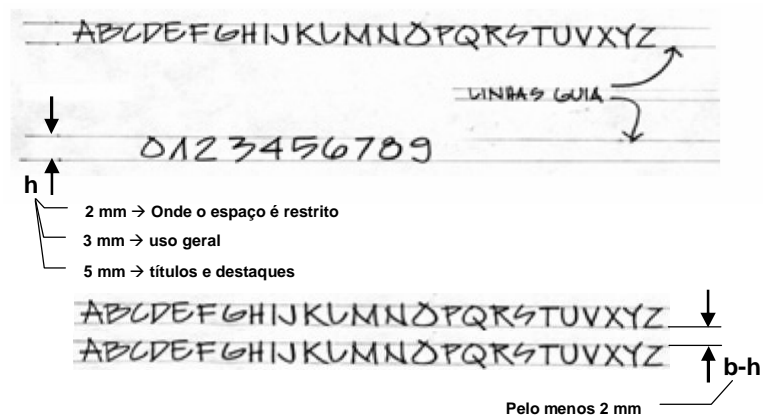 ABCDEFGHIJKLMNOPQRSTUVXYZ
LINHAS GUIA
0123456789
h
2 mm → Onde o espaço é restrito
3 mm → uso geral
5 mm → títulos e destaques
ABCDEFGHIJKLMNOPQRSTUVXYZ
ABCDEFGHIJKLMNOPQRSTUVXYZ
b-h
Pelo menos 2 mm